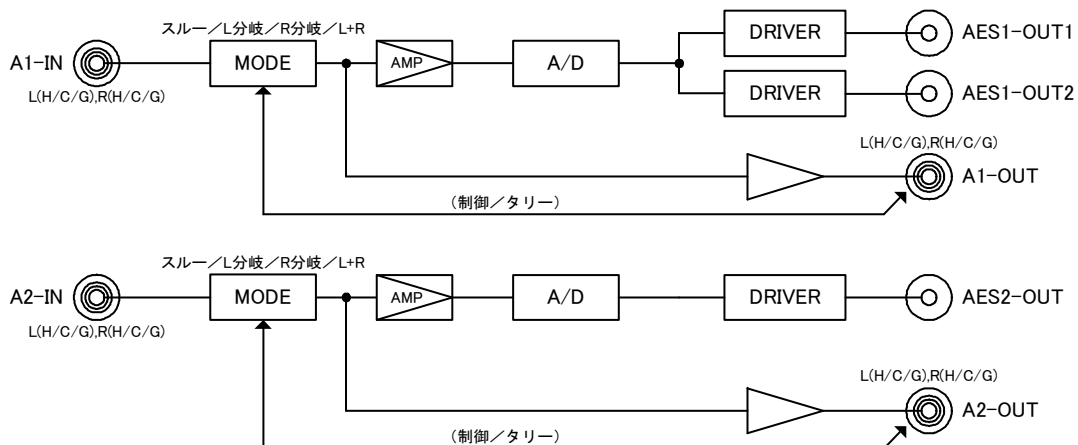 スルー／L分岐／R分岐／L+R
A1-IN
MODE
AMP
A/D
DRIVER
AES1-OUT1
DRIVER
AES1-OUT2
L(H/C/G),R(H/C/G)
L(H/C/G),R(H/C/G)
A1-OUT
(制御／タリー)
スルー／L分岐／R分岐／L+R
A2-IN
MODE
AMP
A/D
DRIVER
AES2-OUT
L(H/C/G),R(H/C/G)
L(H/C/G),R(H/C/G)
A2-OUT
(制御／タリー)